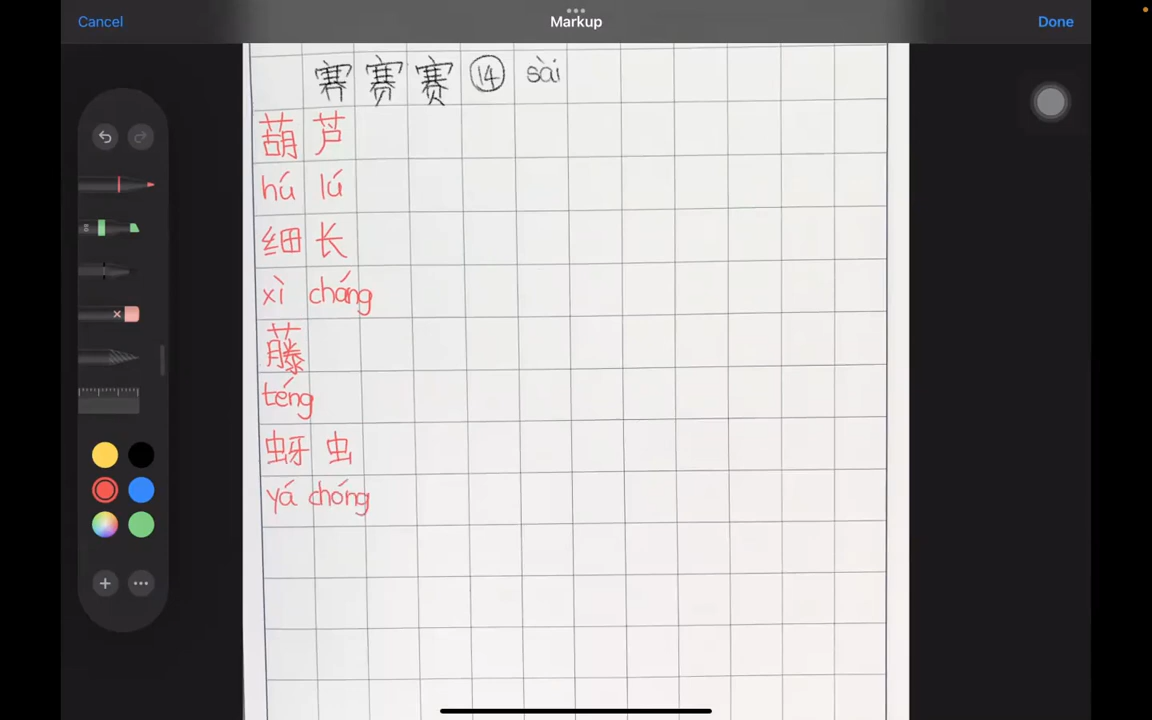 Cancel Markup Done
赛 赛 赛 14 sài
葫 芦
hú lú
细 长
xì cháng
藤
téng
蚜 虫
yá chóng